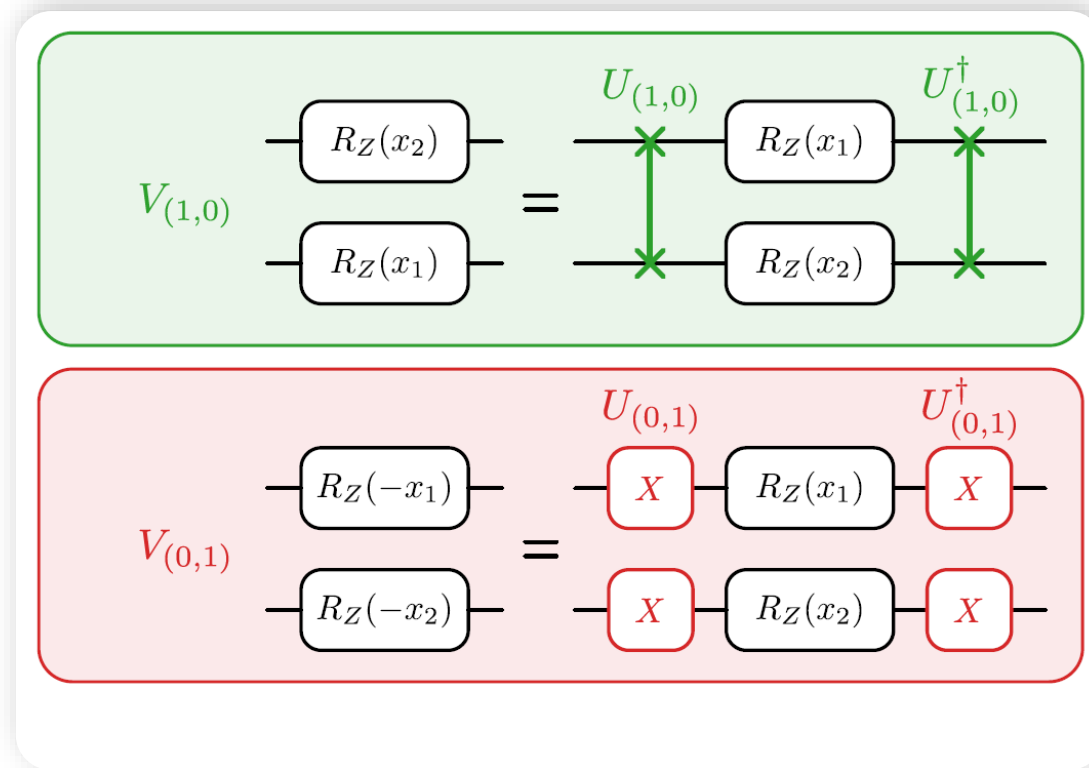 U_{(1,0)} U^†_{(1,0)}
R_Z(x_2) R_Z(x_1)
V_{(1,0)} =
R_Z(x_1) R_Z(x_2)
U_{(0,1)} U^†_{(0,1)}
R_Z(−x_1) X R_Z(x_1) X
V_{(0,1)} =
R_Z(−x_2) X R_Z(x_2) X